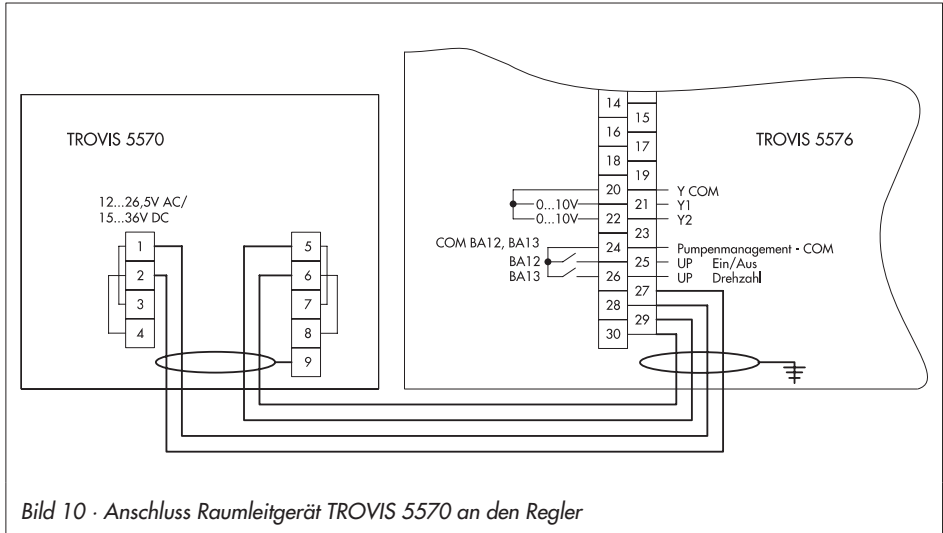 TROVIS 5570
12...26,5V AC/
15...36V DC
1
2
3
4
5
6
7
8
9
TROVIS 5576
14
15
16
17
18
19
20
Y COM
0...10V
21
Y1
0...10V
22
Y2
23
COM BA12, BA13
24
Pumpenmanagement - COM
BA12
25
UP Ein/Aus
BA13
26
UP Drehzahl
27
28
29
30
Bild 10 · Anschluss Raumleitgerät TROVIS 5570 an den Regler